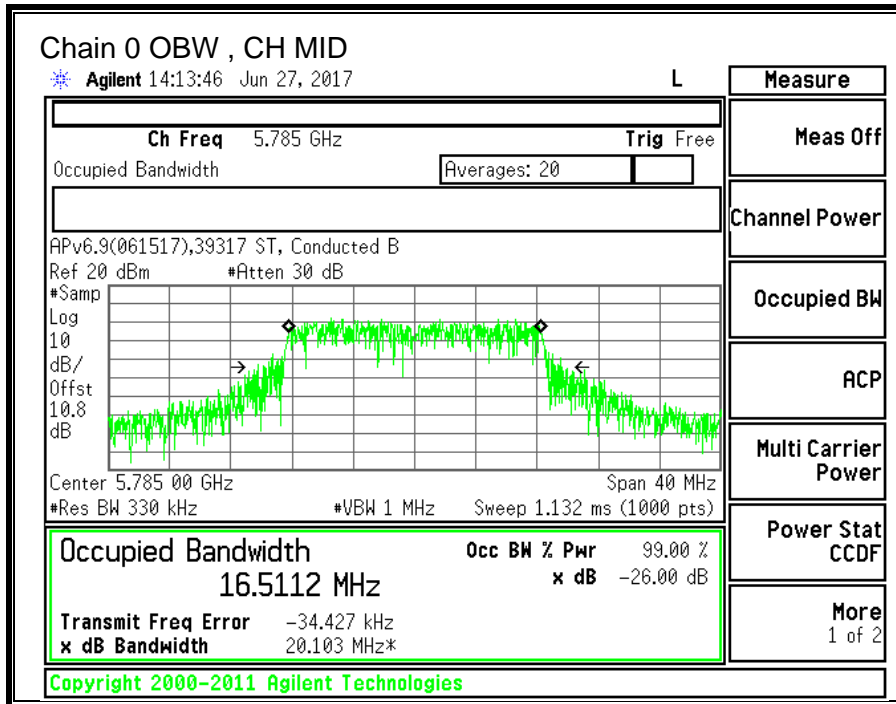 Chain 0 OBW , CH MID
Agilent 14:13:46 Jun 27, 2017 L
Measure
Ch Freq 5.785 GHz Trig Free
Occupied Bandwidth Averages: 20
APv6.9(061517),39317 ST, Conducted B
Ref 20 dBm #Atten 30 dB
#Samp
Log
10
dB/
Offst
10.8
dB
Center 5.785 00 GHz Span 40 MHz
#Res BW 330 kHz #VBW 1 MHz Sweep 1.132 ms (1000 pts)
Occupied Bandwidth Occ BW % Pwr 99.00 %
16.5112 MHz x dB -26.00 dB
Transmit Freq Error -34.427 kHz
x dB Bandwidth 20.103 MHz*
Meas Off
Channel Power
Occupied BW
ACP
Multi Carrier
Power
Power Stat
CCDF
More
1 of 2
Copyright 2000-2011 Agilent Technologies